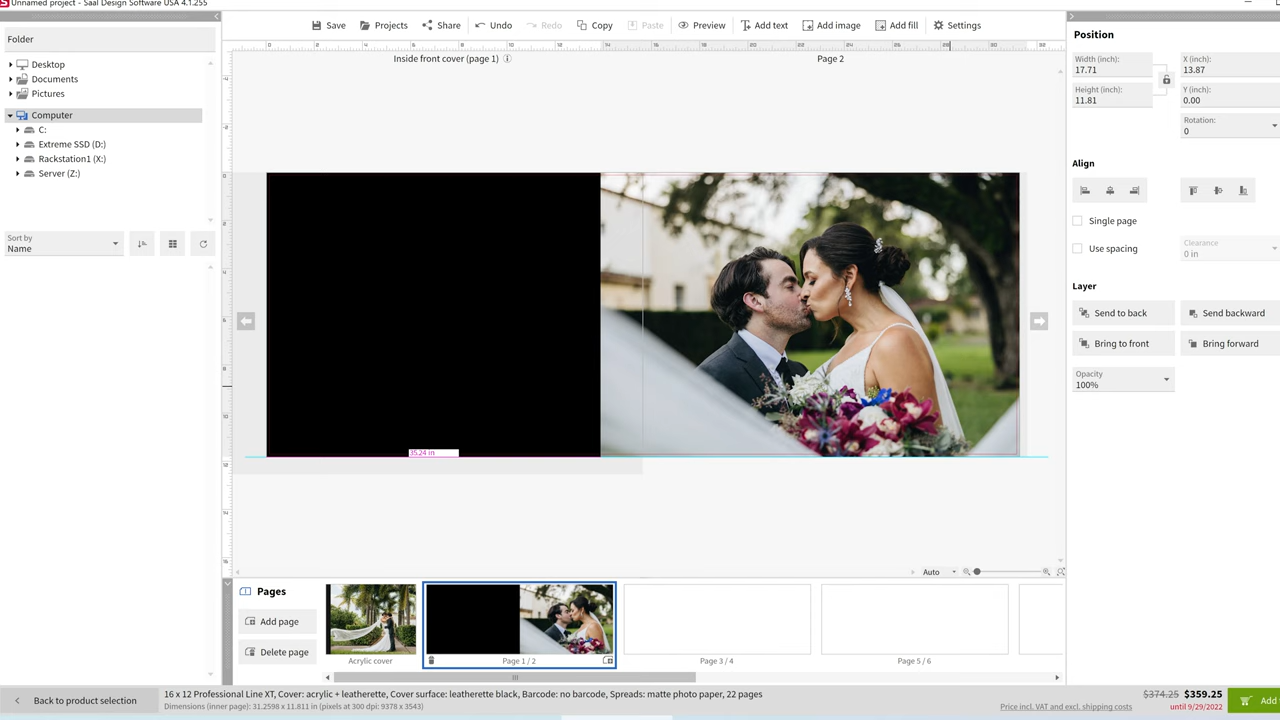 Unnamed project - Saal Design Software USA 4.1.255
Save Projects Share Undo Redo Copy Paste Preview Add text Add image Add fill Settings
Folder
Desktop
Documents
Pictures
Computer
C:
Extreme SSD (D:)
Rackstation1 (X:)
Server (Z:)
Sort by
Name
Inside front cover (page 1)
Page 2
35.24 in
Auto
Position
Width (inch):
17.71
X (inch):
13.87
Height (inch):
11.81
Y (inch):
0.00
Rotation:
0
Align
Single page
Use spacing
Clearance
0 in
Layer
Send to back
Send backward
Bring to front
Bring forward
Opacity
100%
Pages
Add page
Delete page
Acrylic cover
Page 1 / 2
Page 3 / 4
Page 5 / 6
Back to product selection
16 x 12 Professional Line XT, Cover: acrylic + leatherette, Cover surface: leatherette black, Barcode: no barcode, Spreads: matte photo paper, 22 pages
Dimensions (inner page): 31.2598 x 11.811 in (pixels at 300 dpi: 9378 x 3543)
Price incl. VAT and excl. shipping costs
$374.25 $359.25
until 9/29/2022
Add